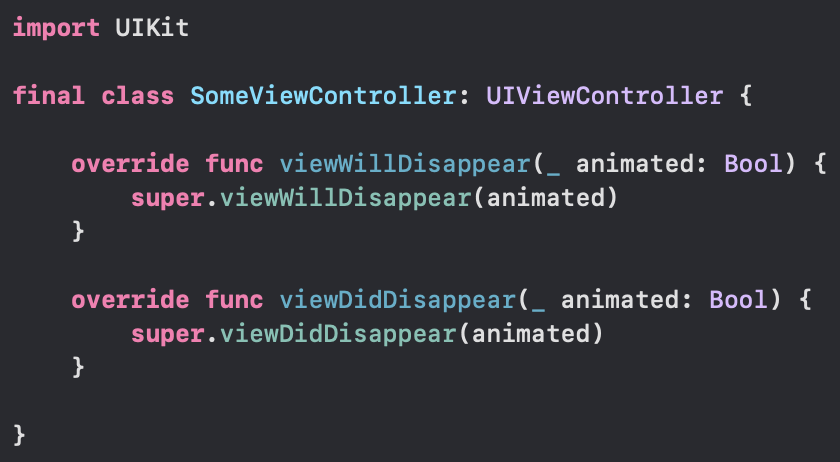 import UIKit
final class SomeViewController: UIViewController {
override func viewWillDisappear(_ animated: Bool) {
super.viewWillDisappear(animated)
}
override func viewDidDisappear(_ animated: Bool) {
super.viewDidDisappear(animated)
}
}